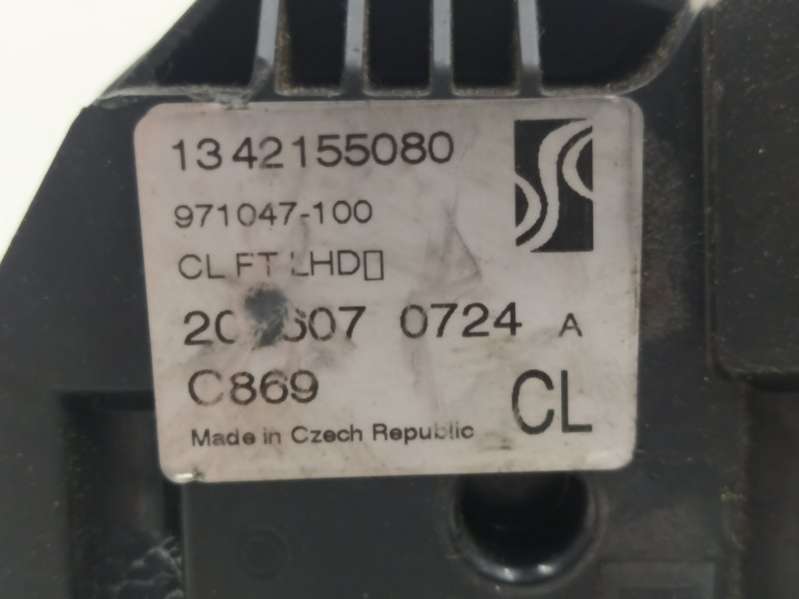 1342155080
971047-100
CL FT LHD
0724 A
C869
CL
Made in Czech Republic